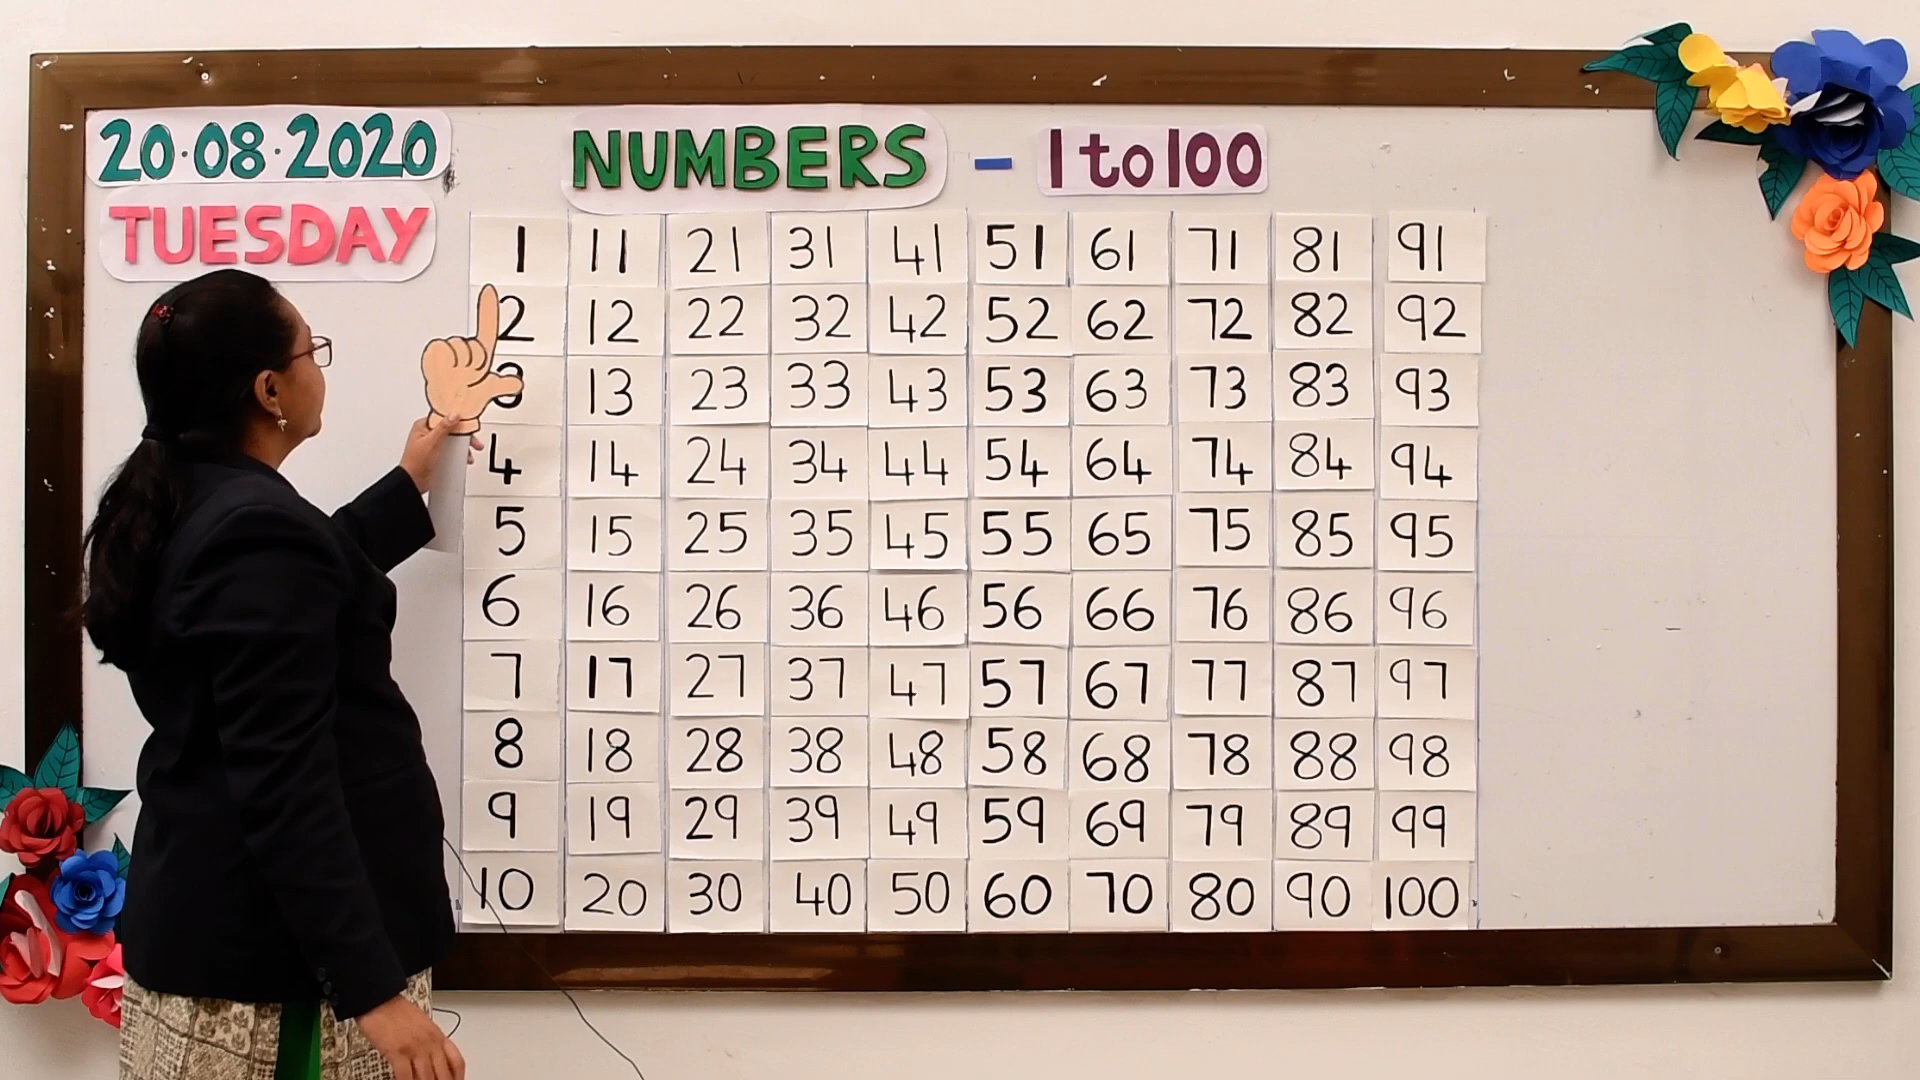 20.08.2020
TUESDAY
NUMBERS - 1 to 100
1 11 21 31 41 51 61 71 81 91
2 12 22 32 42 52 62 72 82 92
3 13 23 33 43 53 63 73 83 93
4 14 24 34 44 54 64 74 84 94
5 15 25 35 45 55 65 75 85 95
6 16 26 36 46 56 66 76 86 96
7 17 27 37 47 57 67 77 87 97
8 18 28 38 48 58 68 78 88 98
9 19 29 39 49 59 69 79 89 99
10 20 30 40 50 60 70 80 90 100